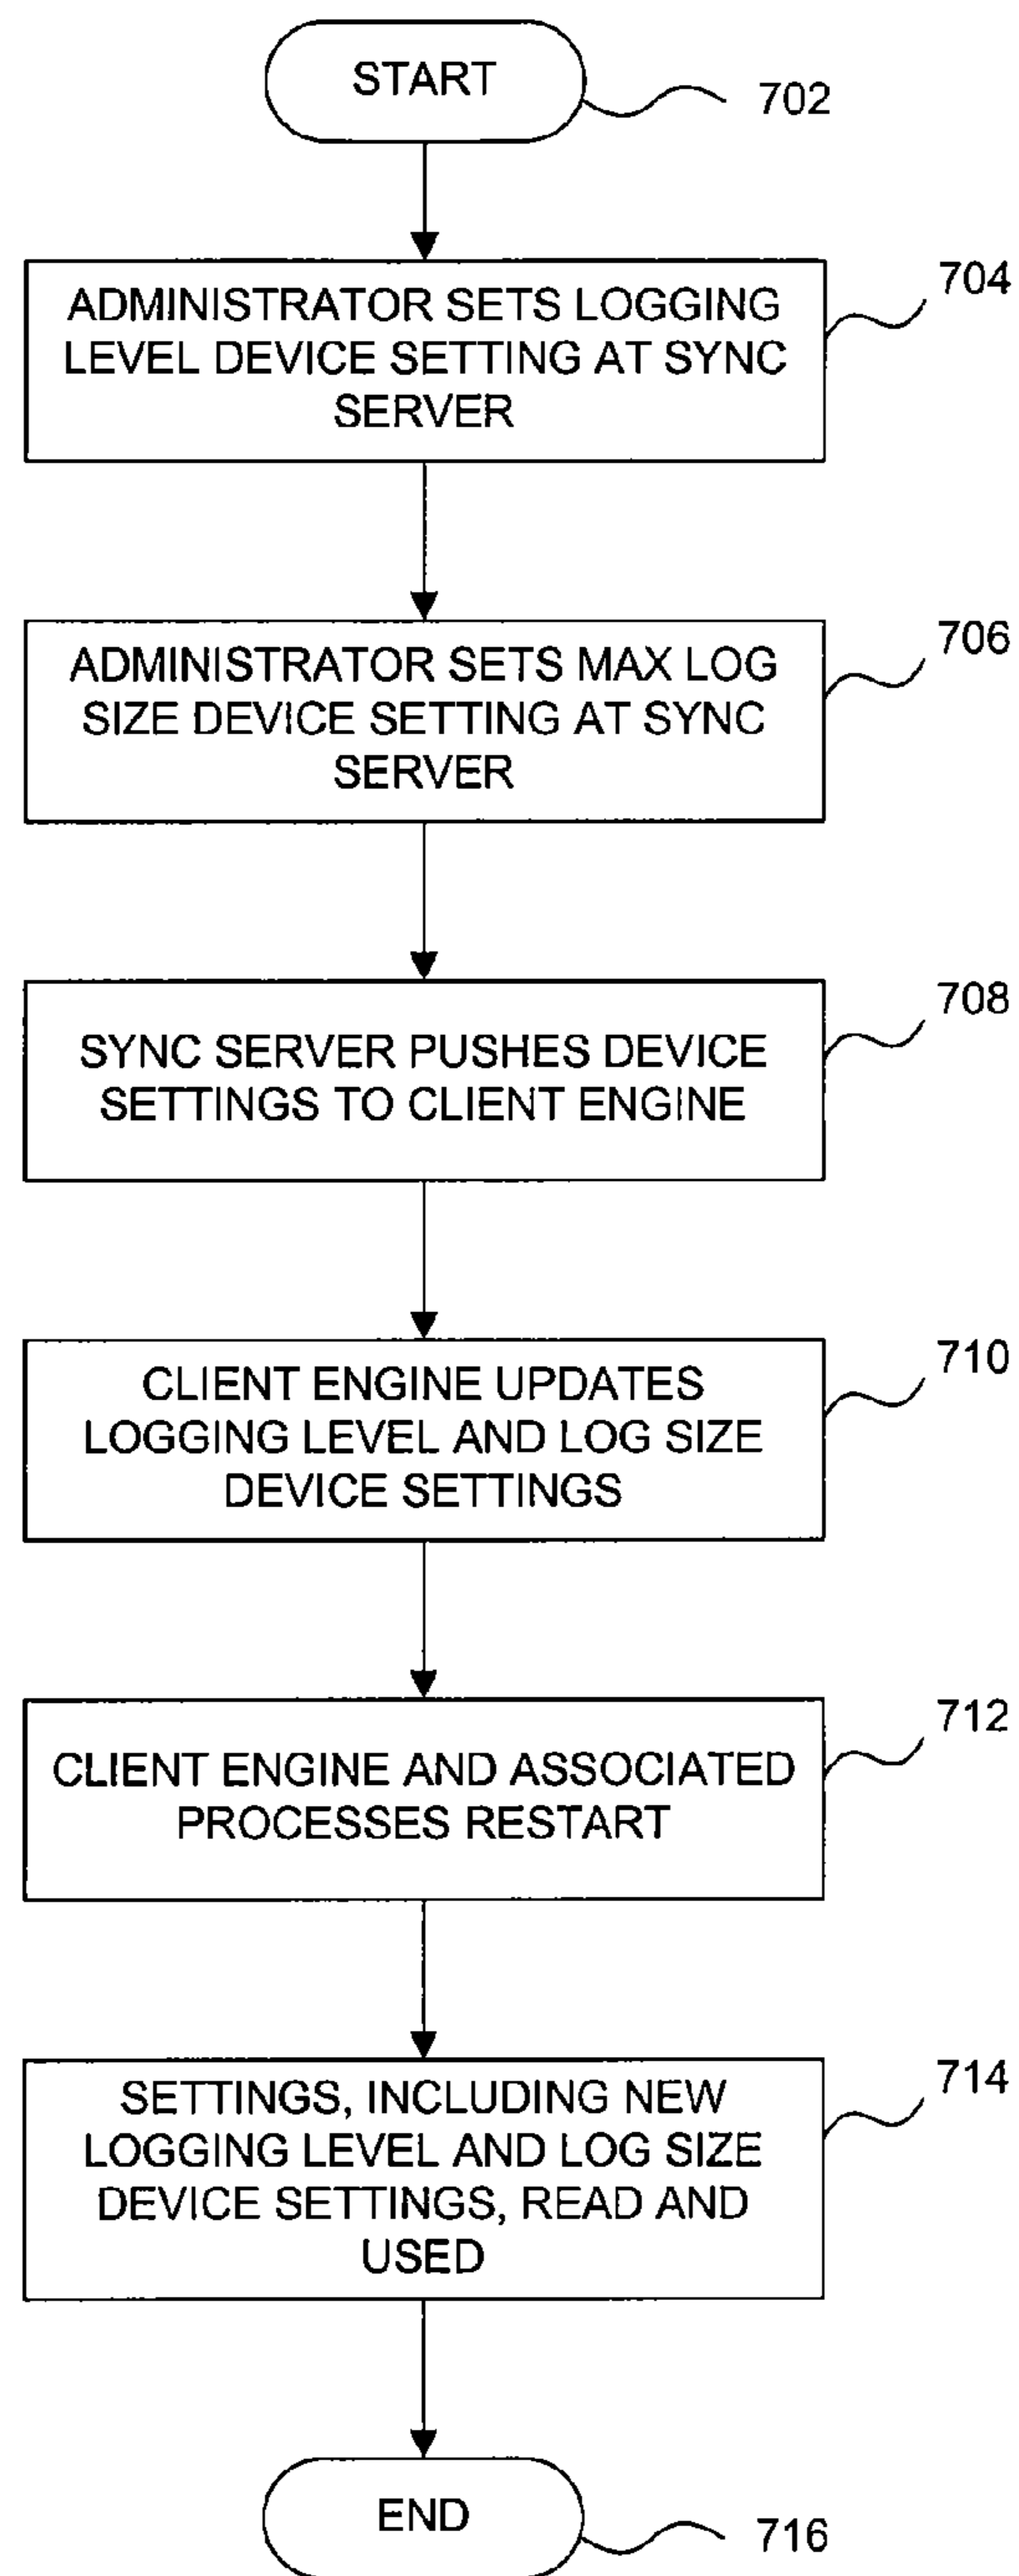 START
702
ADMINISTRATOR SETS LOGGING
LEVEL DEVICE SETTING AT SYNC
SERVER
704
ADMINISTRATOR SETS MAX LOG
SIZE DEVICE SETTING AT SYNC
SERVER
706
SYNC SERVER PUSHES DEVICE
SETTINGS TO CLIENT ENGINE
708
CLIENT ENGINE UPDATES
LOGGING LEVEL AND LOG SIZE
DEVICE SETTINGS
710
CLIENT ENGINE AND ASSOCIATED
PROCESSES RESTART
712
SETTINGS, INCLUDING NEW
LOGGING LEVEL AND LOG SIZE
DEVICE SETTINGS, READ AND
USED
714
END
716